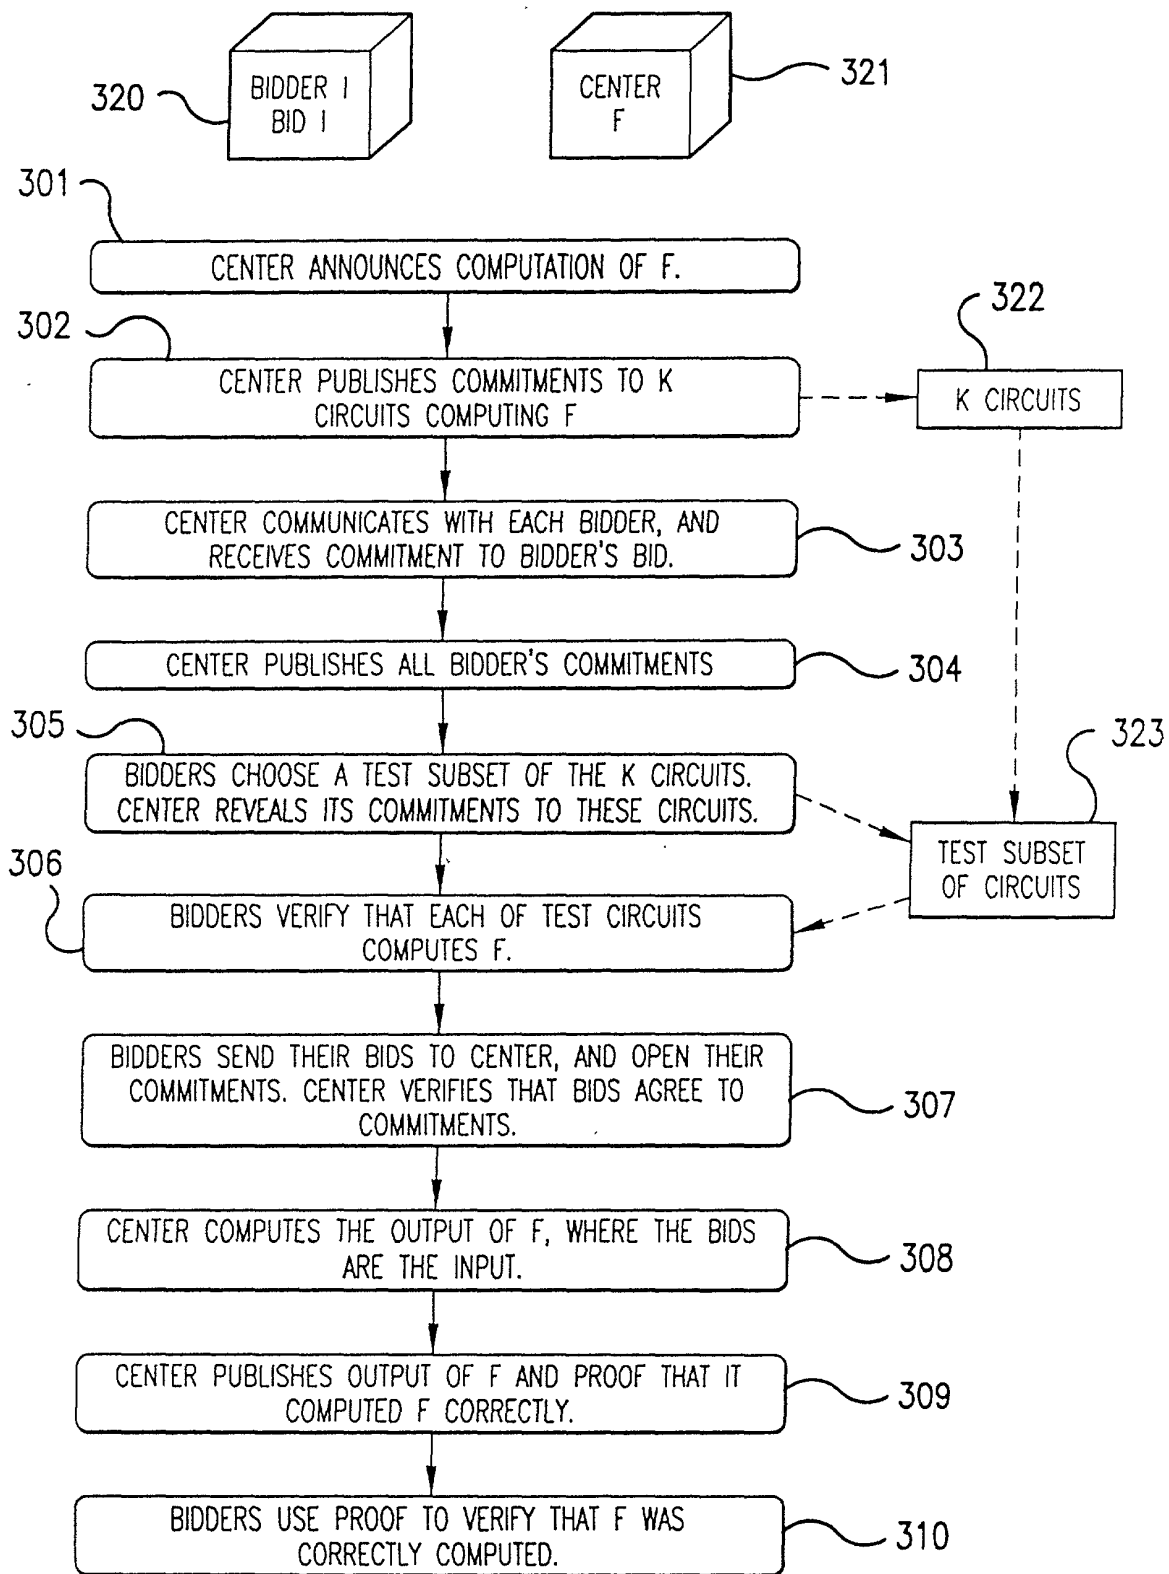 BIDDER I
BID I
320
CENTER
F
321
301
CENTER ANNOUNCES COMPUTATION OF F.
302
CENTER PUBLISHES COMMITMENTS TO K
CIRCUITS COMPUTING F
322
K CIRCUITS
CENTER COMMUNICATES WITH EACH BIDDER, AND
RECEIVES COMMITMENT TO BIDDER'S BID.
303
CENTER PUBLISHES ALL BIDDER'S COMMITMENTS
304
305
BIDDERS CHOOSE A TEST SUBSET OF THE K CIRCUITS.
CENTER REVEALS ITS COMMITMENTS TO THESE CIRCUITS.
323
TEST SUBSET
OF CIRCUITS
306
BIDDERS VERIFY THAT EACH OF TEST CIRCUITS
COMPUTES F.
BIDDERS SEND THEIR BIDS TO CENTER, AND OPEN THEIR
COMMITMENTS. CENTER VERIFIES THAT BIDS AGREE TO
COMMITMENTS.
307
CENTER COMPUTES THE OUTPUT OF F, WHERE THE BIDS
ARE THE INPUT.
308
CENTER PUBLISHES OUTPUT OF F AND PROOF THAT IT
COMPUTED F CORRECTLY.
309
BIDDERS USE PROOF TO VERIFY THAT F WAS
CORRECTLY COMPUTED.
310